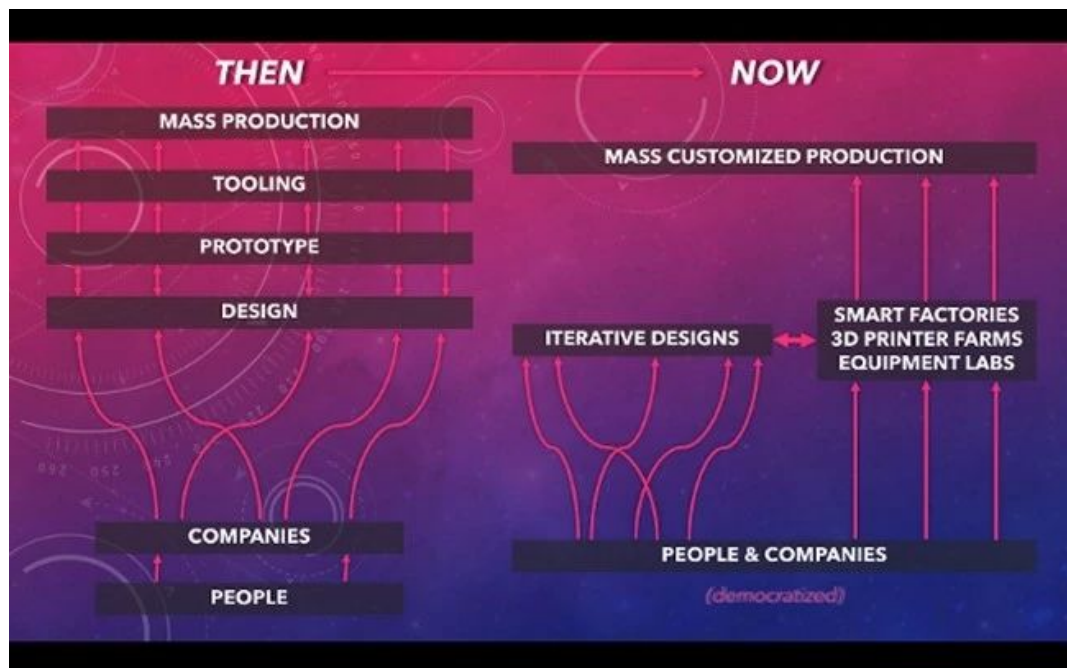 THEN
NOW
MASS PRODUCTION
TOOLING
PROTOTYPE
DESIGN
COMPANIES
PEOPLE
MASS CUSTOMIZED PRODUCTION
ITERATIVE DESIGNS
SMART FACTORIES
3D PRINTER FARMS
EQUIPMENT LABS
PEOPLE & COMPANIES
(democratized)